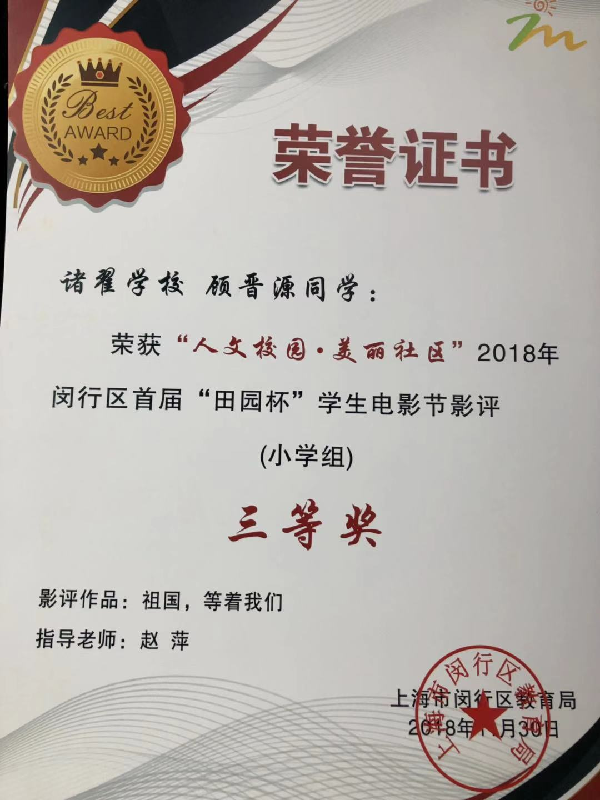 Best
AWARD
荣誉证书
诸翟学校 顾晋源同学：
荣获“人文校园·美丽社区”2018年
闵行区首届“田园杯”学生电影节影评
(小学组)
三等奖
影评作品：祖国，等着我们
指导老师：赵 萍
上海市闵行区教育局
2018年11月30日
上海市闵行区教育局